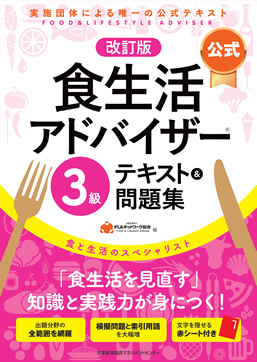 実施団体による唯一の公式テキスト
FOOD&LIFESTYLE ADVISER
改訂版
公式
食生活
アドバイザー®
3級
テキスト&
問題集
FLAネットワーク協会 編
食と生活のスペシャリスト
「食生活を見直す」
知識と実践力が身につく！
出題分野の
全範囲を網羅
模擬問題と索引用語
を大幅増
文字を隠せる
赤シート付き
日本能率協会マネジメントセンター